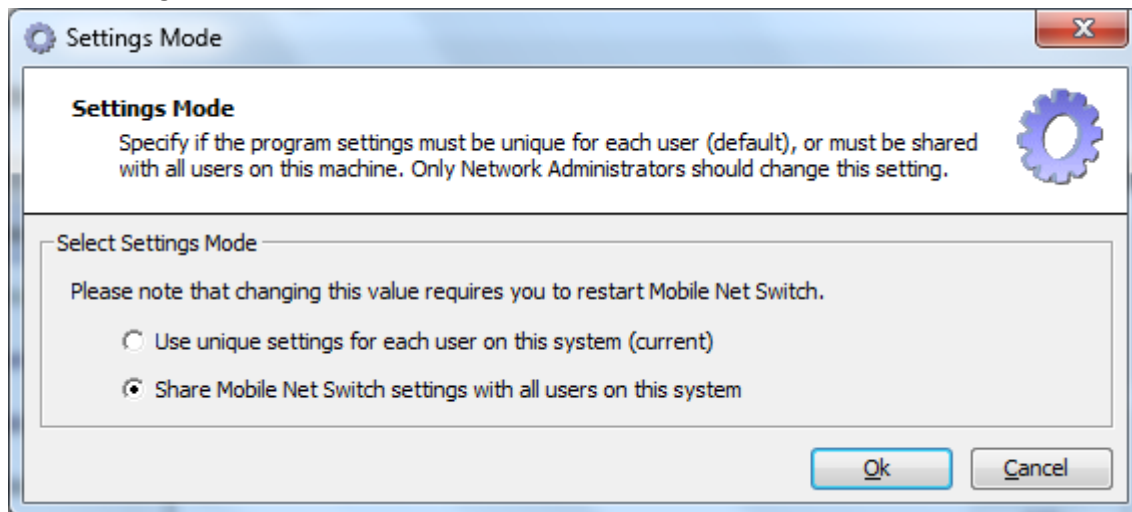 Settings Mode
Settings Mode
Specify if the program settings must be unique for each user (default), or must be shared
with all users on this machine. Only Network Administrators should change this setting.
Select Settings Mode
Please note that changing this value requires you to restart Mobile Net Switch.
Use unique settings for each user on this system (current)
Share Mobile Net Switch settings with all users on this system
Ok
Cancel